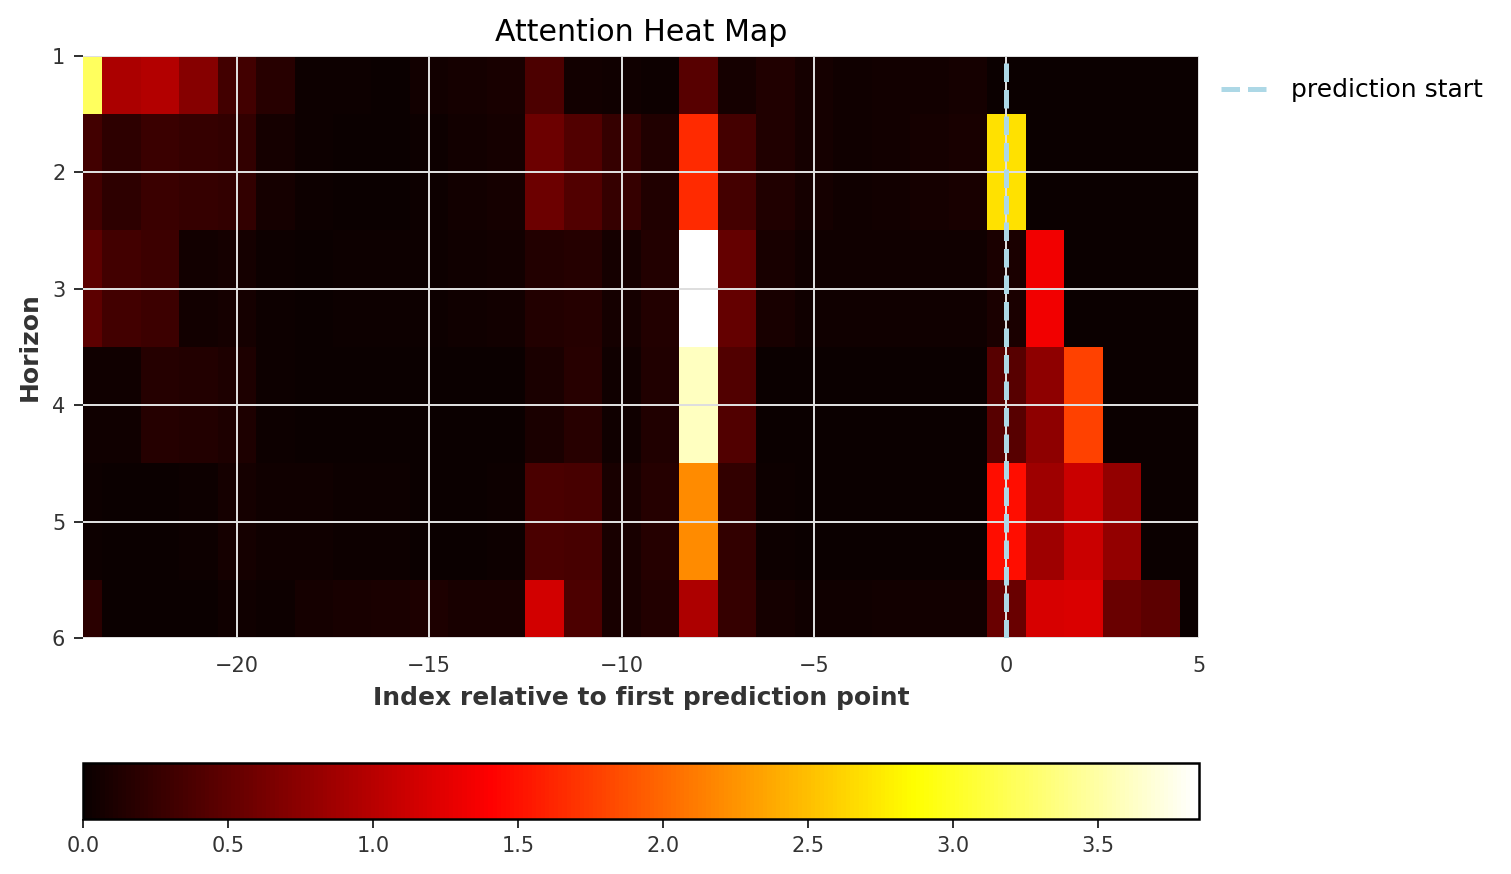 Attention Heat Map
prediction start
1
2
3
4
5
6
Horizon
−20 −15 −10 −5 0 5
Index relative to first prediction point
0.0 0.5 1.0 1.5 2.0 2.5 3.0 3.5